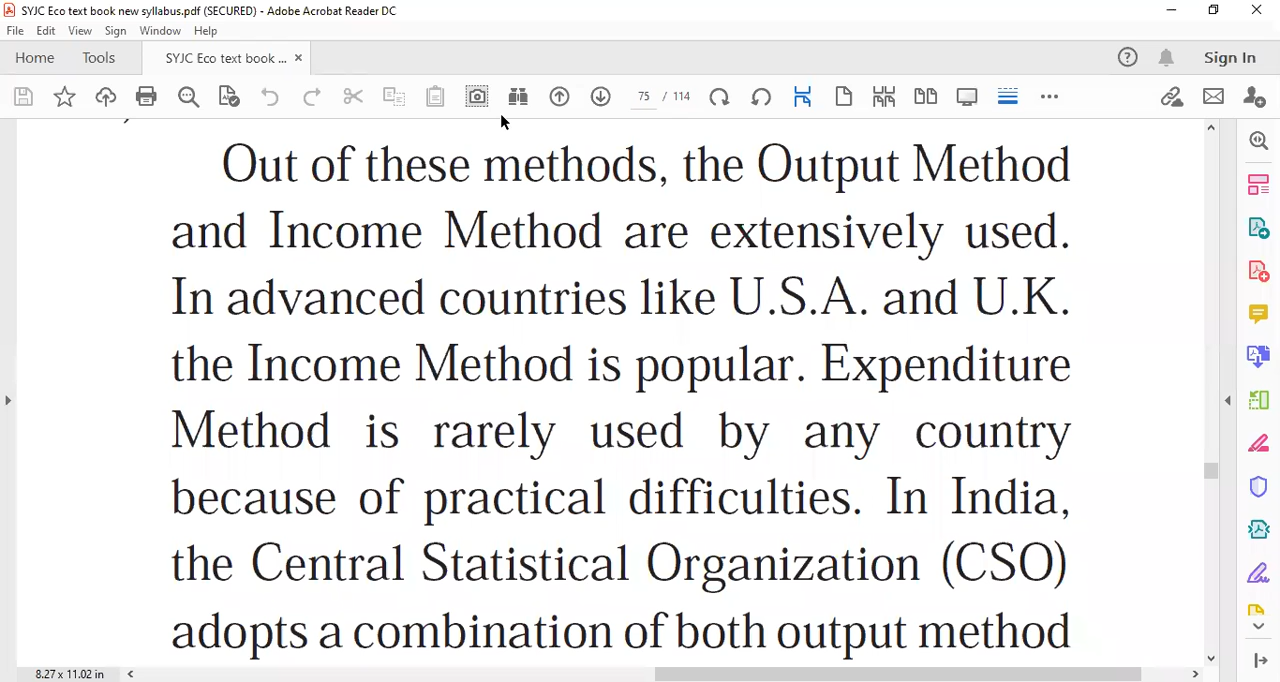 SYJC Eco text book new syllabus.pdf (SECURED) - Adobe Acrobat Reader DC
File Edit View Sign Window Help
Home Tools SYJC Eco text book ... × Sign In
75 / 114
Out of these methods, the Output Method
and Income Method are extensively used.
In advanced countries like U.S.A. and U.K.
the Income Method is popular. Expenditure
Method is rarely used by any country
because of practical difficulties. In India,
the Central Statistical Organization (CSO)
adopts a combination of both output method
8.27 x 11.02 in